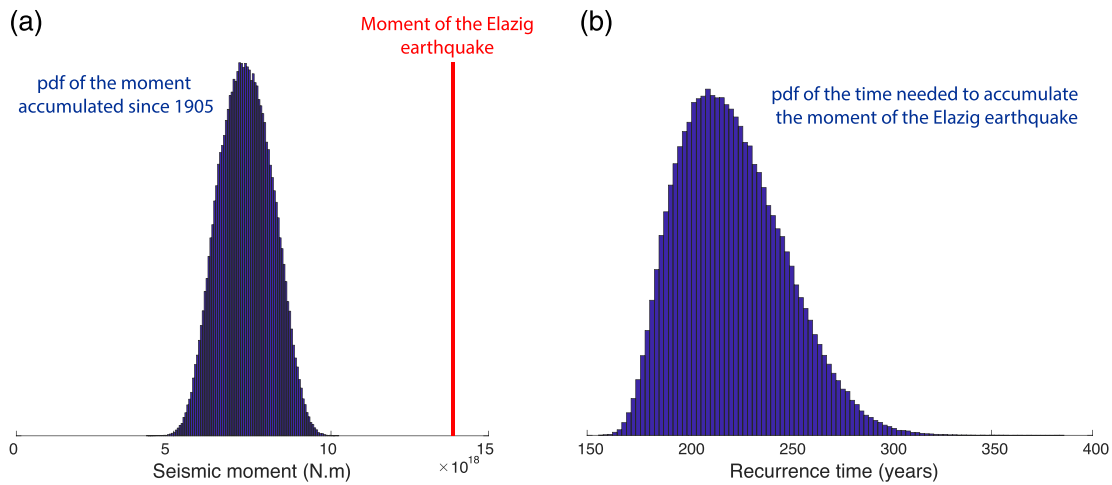 (a)
Moment of the Elazig
earthquake
pdf of the moment
accumulated since 1905
0
5
10
15
Seismic moment (N.m)
×10¹⁸
(b)
pdf of the time needed to accumulate
the moment of the Elazig earthquake
150
200
250
300
350
400
Recurrence time (years)